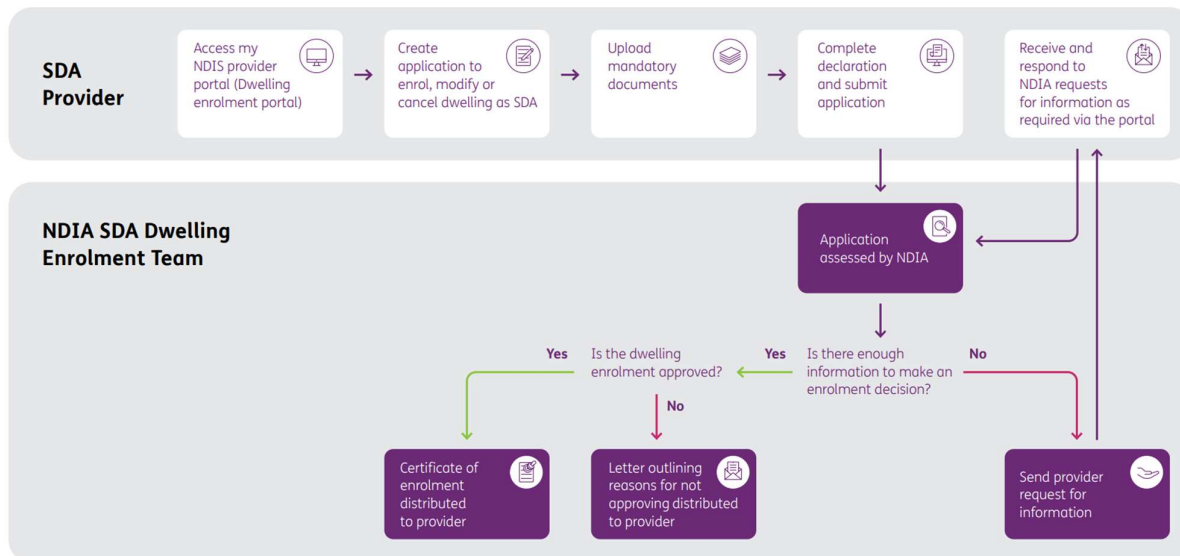 SDA
Provider
Access my
NDIS provider
portal (Dwelling
enrolment portal)
Create
application to
enrol, modify or
cancel dwelling as SDA
Upload
mandatory
documents
Complete
declaration
and submit
application
Receive and
respond to
NDIA requests
for information as
required via the portal
NDIA SDA Dwelling
Enrolment Team
Application
assessed by NDIA
Yes
Is the dwelling
enrolment approved?
Yes
Is there enough
information to make an
enrolment decision?
No
No
Certificate of
enrolment
distributed
to provider
Letter outlining
reasons for not
approving distributed
to provider
Send provider
request for
information